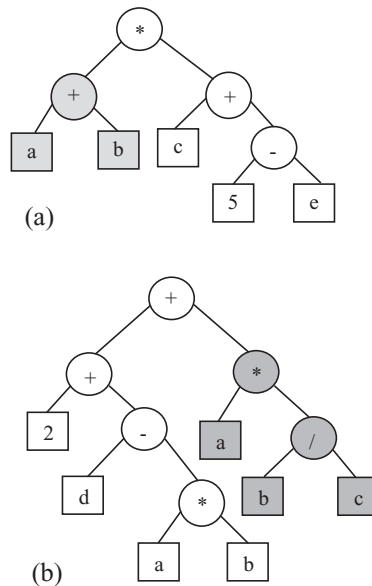 *
+ +
a b c -
5 e
(a)
+
+ *
2 - a /
d * b c
a b
(b)